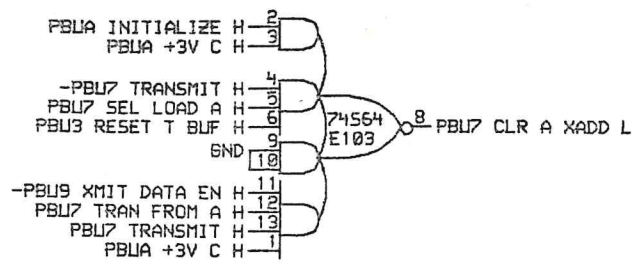 PBUA INITIALIZE H 2
PBUA +3V C H 3
-PBU7 TRANSMIT H 4
PBU7 SEL LOAD A H 5
PBU3 RESET T BUF H 6
74S64
E103
8 PBU7 CLR A XADD L
GND 9
10
-PBU9 XMIT DATA EN H 11
PBU7 TRAN FROM A H 12
PBU7 TRANSMIT H 13
PBUA +3V C H 1